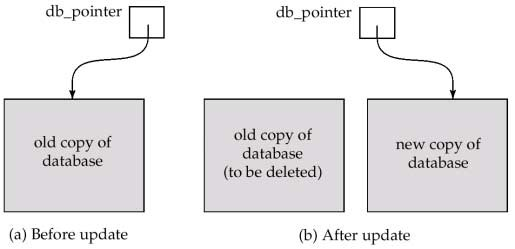 db_pointer
old copy of
database
(a) Before update
db_pointer
old copy of
database
(to be deleted)
new copy of
database
(b) After update